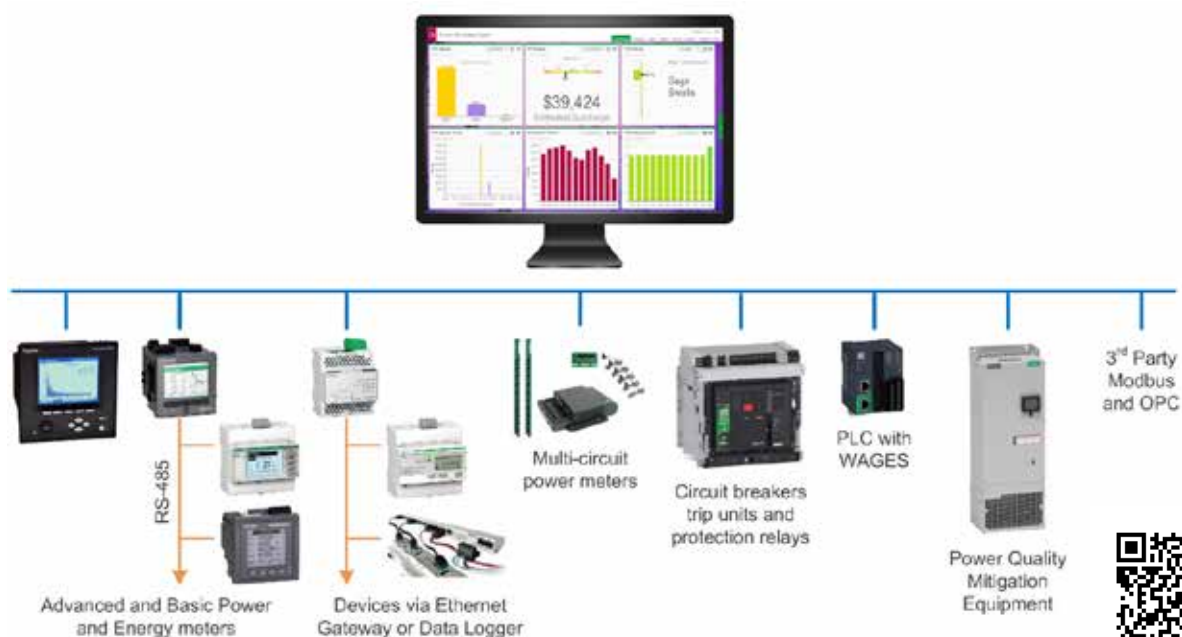 $39,424
Sags
Swells
RS-485
Advanced and Basic Power
and Energy meters
Devices via Ethernet
Gateway or Data Logger
Multi-circuit
power meters
Circuit breakers
trip units and
protection relays
PLC with
WAGES
Power Quality
Mitigation
Equipment
3rd Party
Modbus
and OPC